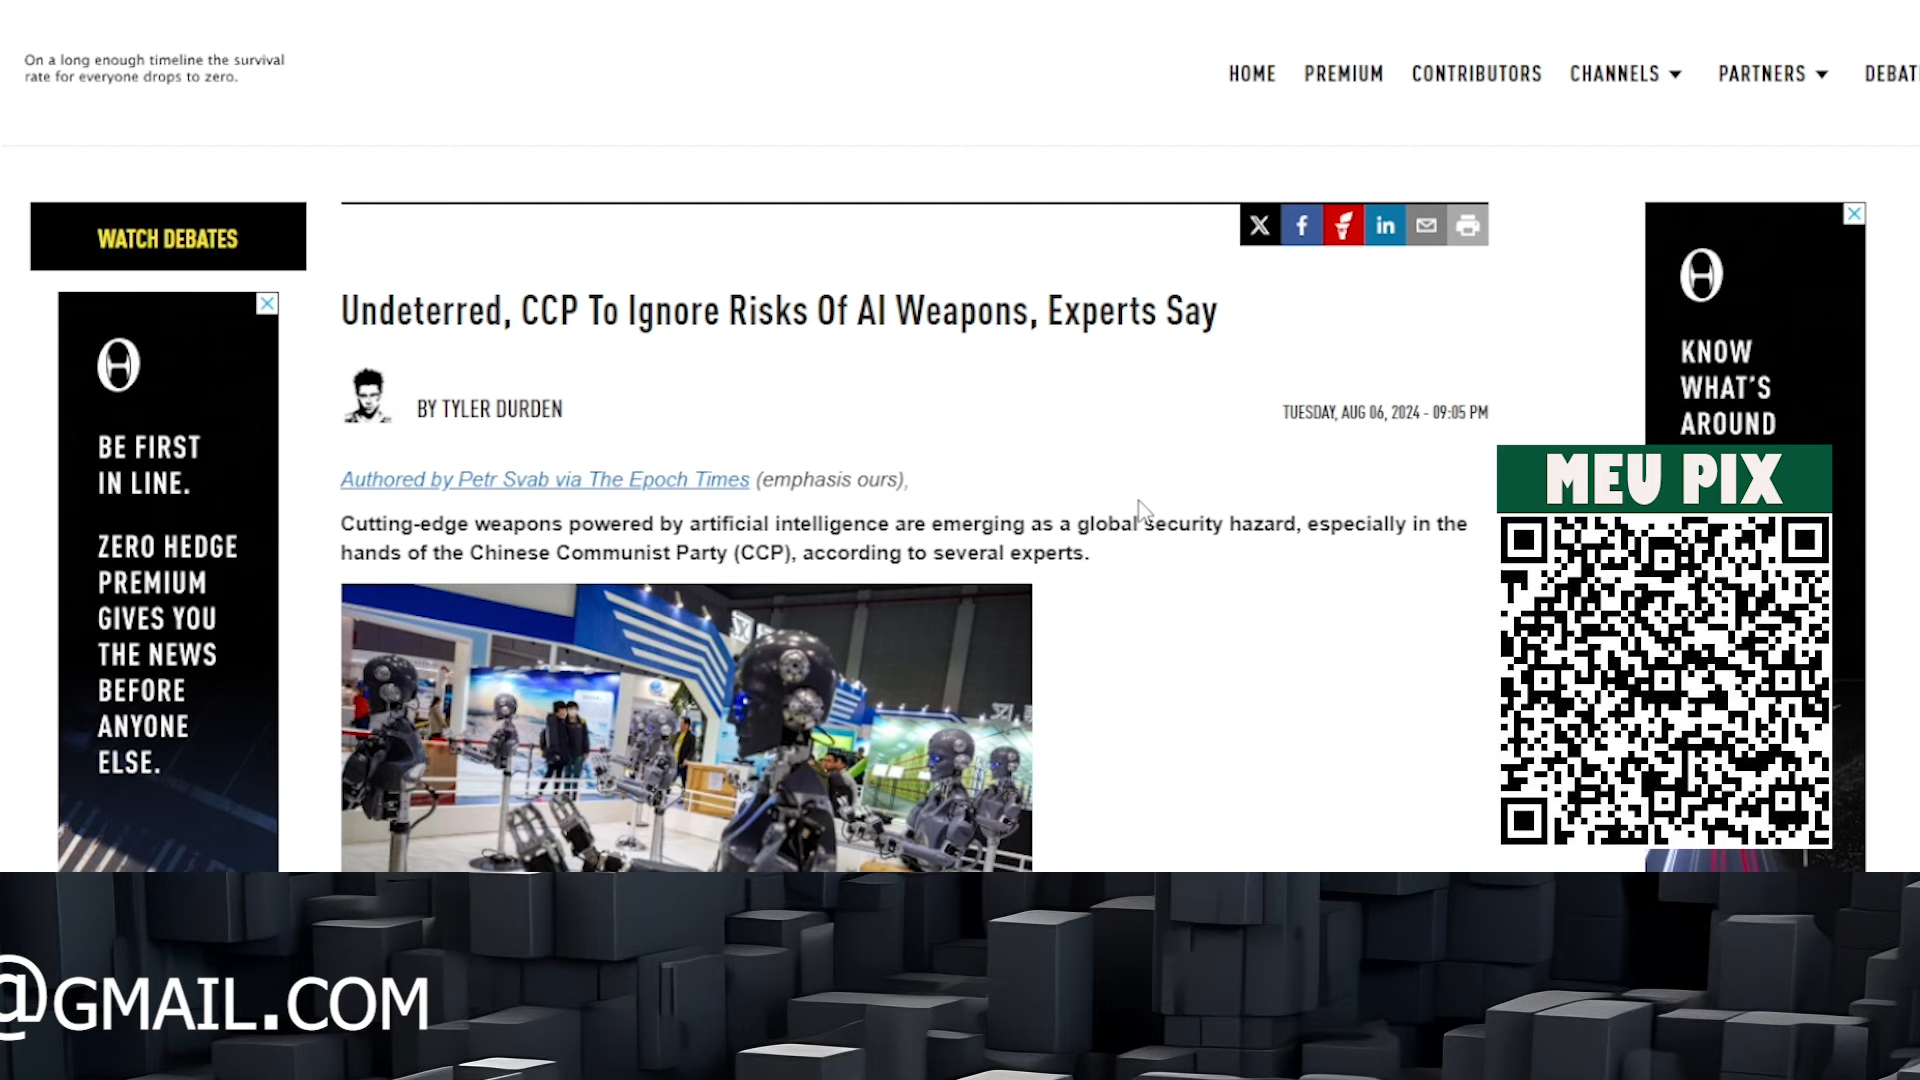 On a long enough timeline the survival
rate for everyone drops to zero.
HOME PREMIUM CONTRIBUTORS CHANNELS PARTNERS DEBAT
WATCH DEBATES
Undeterred, CCP To Ignore Risks Of AI Weapons, Experts Say
BY TYLER DURDEN
TUESDAY, AUG 06, 2024 - 09:05 PM
Authored by Petr Svab via The Epoch Times (emphasis ours),
Cutting-edge weapons powered by artificial intelligence are emerging as a global security hazard, especially in the
hands of the Chinese Communist Party (CCP), according to several experts.
BE FIRST
IN LINE.
ZERO HEDGE
PREMIUM
GIVES YOU
THE NEWS
BEFORE
ANYONE
ELSE.
KNOW
WHAT'S
AROUND
MEU PIX
@GMAIL.COM